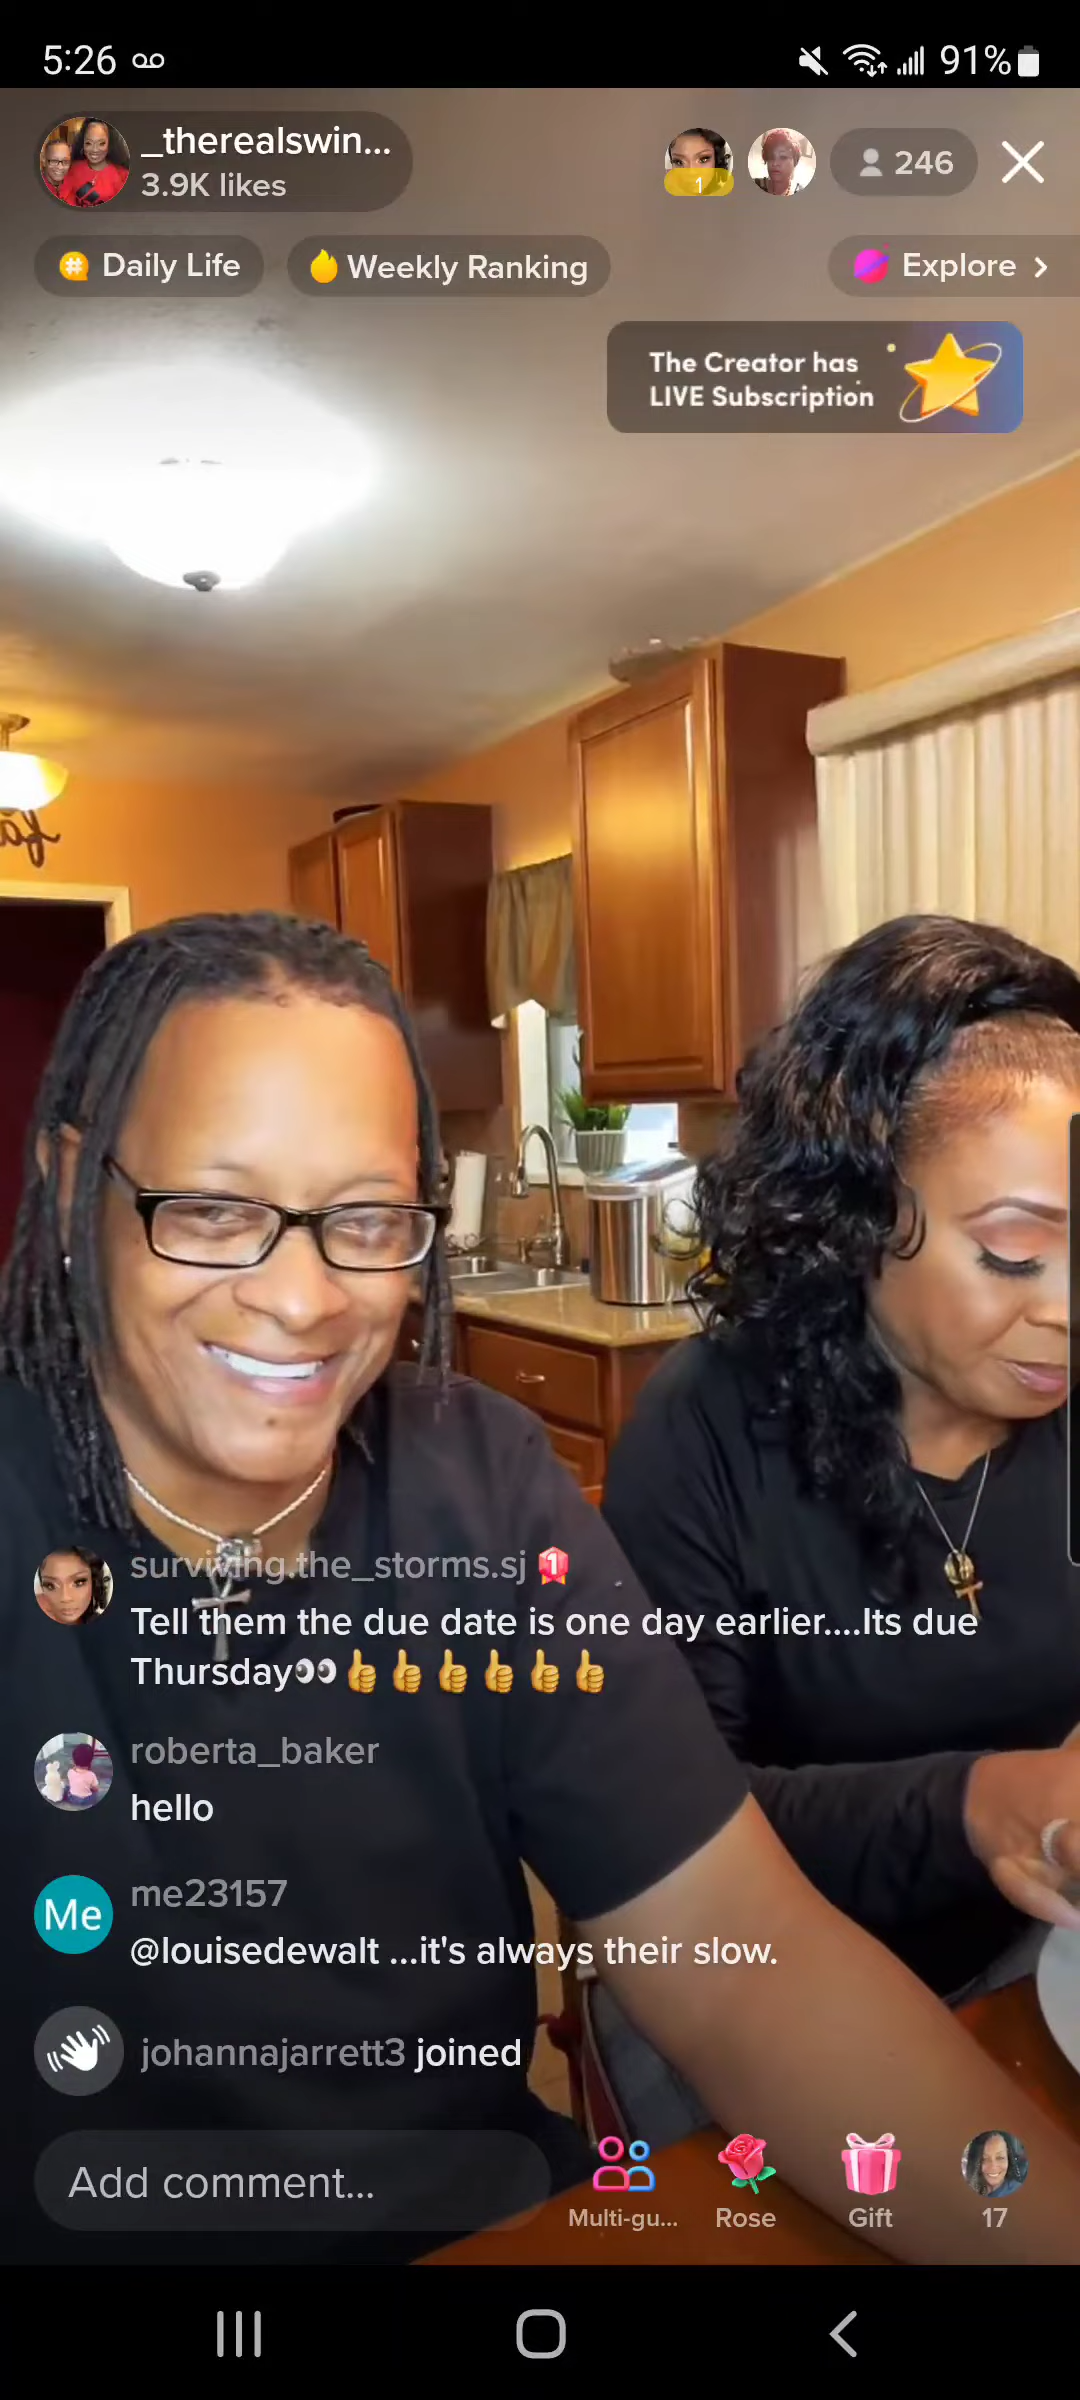 5:26
91%
_therealswin...
3.9K likes
1
246
Daily Life
Weekly Ranking
Explore >
The Creator has
LIVE Subscription
surviving.the_storms.sj 1
Tell them the due date is one day earlier....Its due
Thursday👀👍👍👍👍👍👍
roberta_baker
hello
Me
me23157
@louisedewalt ...it's always their slow.
johannajarrett3 joined
Add comment...
Multi-gu...
Rose
Gift
17